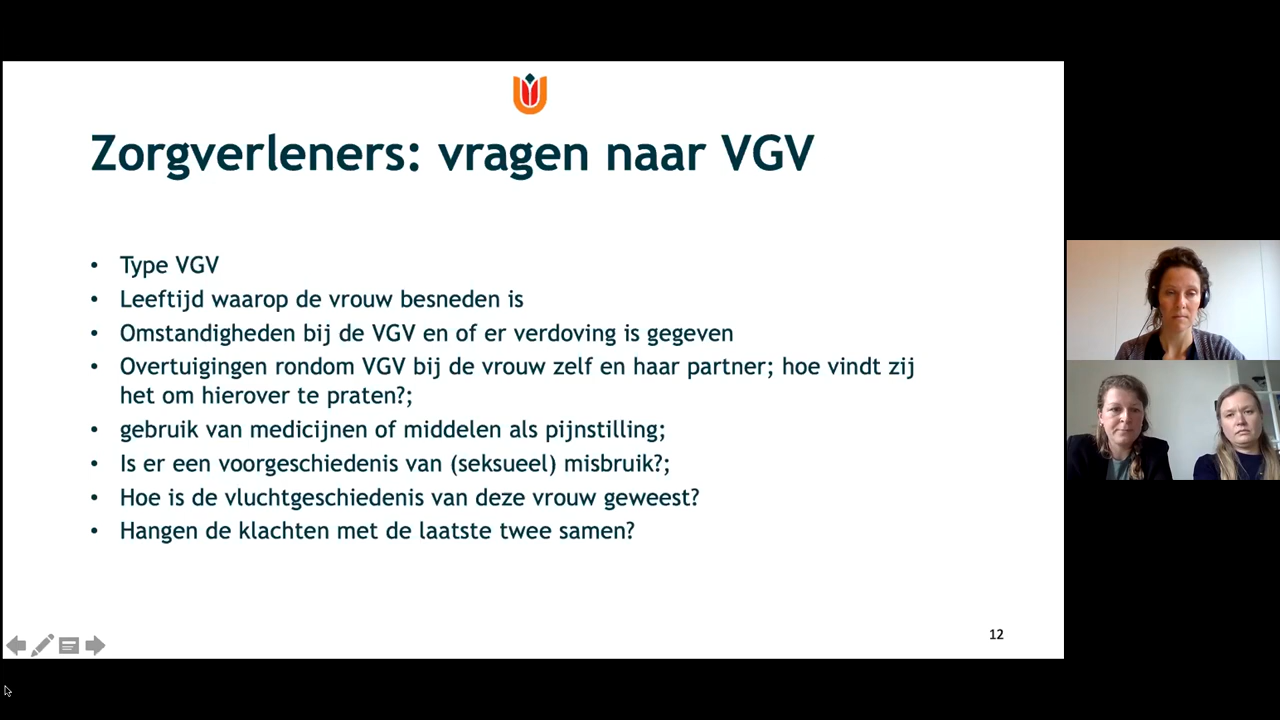 Zorgverleners: vragen naar VGV
• Type VGV
• Leeftijd waarop de vrouw besneden is
• Omstandigheden bij de VGV en of er verdoving is gegeven
• Overtuigingen rondom VGV bij de vrouw zelf en haar partner; hoe vindt zij
het om hierover te praten?;
• gebruik van medicijnen of middelen als pijnstilling;
• Is er een voorgeschiedenis van (seksueel) misbruik?;
• Hoe is de vluchtgeschiedenis van deze vrouw geweest?
• Hangen de klachten met de laatste twee samen?
12